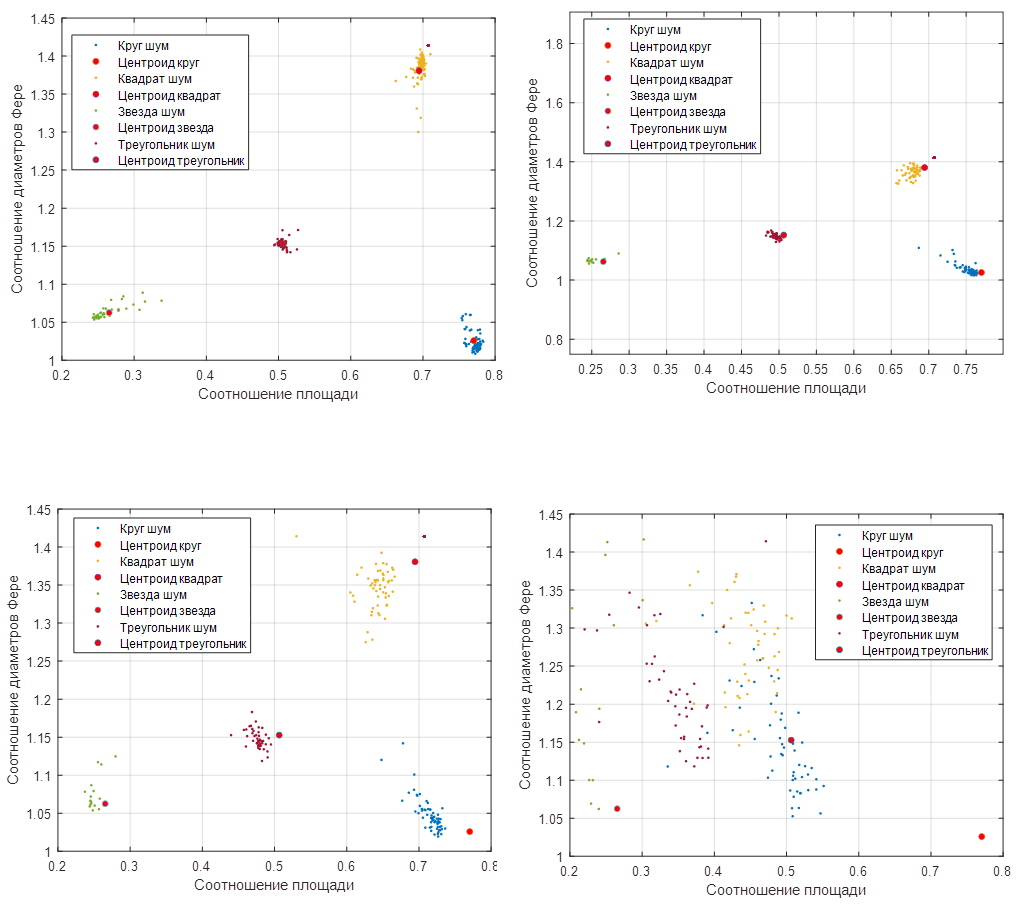 1.45
1.4
1.35
1.3
1.25
1.2
1.15
1.1
1.05
1
Соотношение диаметров Фере
Круг шум
Центроид круг
Квадрат шум
Центроид квадрат
Звезда шум
Центроид звезда
Треугольник шум
Центроид треугольник
0.2 0.3 0.4 0.5 0.6 0.7 0.8
Соотношение площади
1.8
1.6
1.4
1.2
1
0.8
Соотношение диаметров Фере
Круг шум
Центроид круг
Квадрат шум
Центроид квадрат
Звезда шум
Центроид звезда
Треугольник шум
Центроид треугольник
0.25 0.3 0.35 0.4 0.45 0.5 0.55 0.6 0.65 0.7 0.75
Соотношение площади
1.45
1.4
1.35
1.3
1.25
1.2
1.15
1.1
1.05
1
Соотношение диаметров Фере
Круг шум
Центроид круг
Квадрат шум
Центроид квадрат
Звезда шум
Центроид звезда
Треугольник шум
Центроид треугольник
0.2 0.3 0.4 0.5 0.6 0.7 0.8
Соотношение площади
1.45
1.4
1.35
1.3
1.25
1.2
1.15
1.1
1.05
1
Соотношение диаметров Фере
Круг шум
Центроид круг
Квадрат шум
Центроид квадрат
Звезда шум
Центроид звезда
Треугольник шум
Центроид треугольник
0.2 0.3 0.4 0.5 0.6 0.7 0.8
Соотношение площади